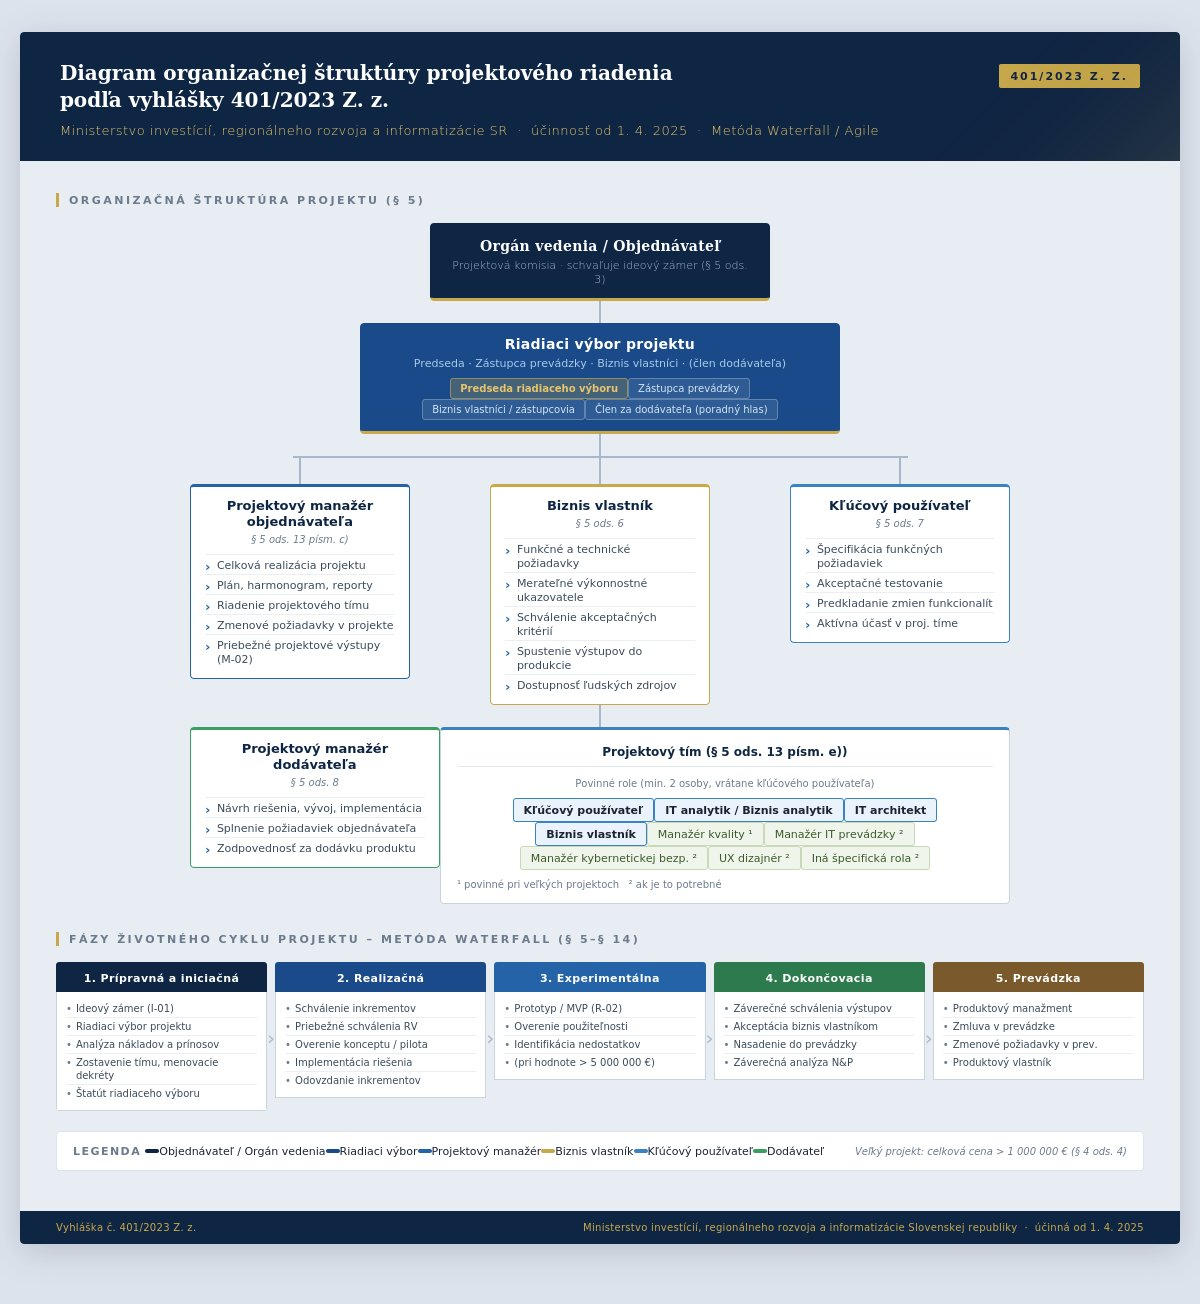 Diagram organizačnej štruktúry projektového riadenia
podľa vyhlášky 401/2023 Z. z.
401/2023 Z. Z.
Ministerstvo investícií, regionálneho rozvoja a informatizácie SR · účinnosť od 1. 4. 2025 · Metóda Waterfall / Agile
ORGANIZAČNÁ ŠTRUKTÚRA PROJEKTU (§ 5)
Orgán vedenia / Objednávateľ
Projektová komisia · schvaľuje ideový zámer (§ 5 ods.
3)
Riadiaci výbor projektu
Predseda · Zástupca prevádzky · Biznis vlastníci · (člen dodávateľa)
Predseda riadiaceho výboru
Zástupca prevádzky
Biznis vlastníci / zástupcovia
Člen za dodávateľa (poradný hlas)
Projektový manažér
objednávateľa
§ 5 ods. 13 písm. c)
› Celková realizácia projektu
› Plán, harmonogram, reporty
› Riadenie projektového tímu
› Zmenové požiadavky v projekte
› Priebežné projektové výstupy
(M-02)
Biznis vlastník
§ 5 ods. 6
› Funkčné a technické
požiadavky
› Merateľné výkonnostné
ukazovatele
› Schválenie akceptačných
kritérií
› Spustenie výstupov do
produkcie
› Dostupnosť ľudských zdrojov
Kľúčový používateľ
§ 5 ods. 7
› Špecifikácia funkčných
požiadaviek
› Akceptačné testovanie
› Predkladanie zmien funkcionalít
› Aktívna účasť v proj. tíme
Projektový manažér
dodávateľa
§ 5 ods. 8
› Návrh riešenia, vývoj, implementácia
› Splnenie požiadaviek objednávateľa
› Zodpovednosť za dodávku produktu
Projektový tím (§ 5 ods. 13 písm. e))
Povinné role (min. 2 osoby, vrátane kľúčového používateľa)
Kľúčový používateľ
IT analytik / Biznis analytik
IT architekt
Biznis vlastník
Manažér kvality ¹
Manažér IT prevádzky ²
Manažér kybernetickej bezp. ²
UX dizajnér ²
Iná špecifická rola ²
¹ povinné pri veľkých projektoch ² ak je to potrebné
FÁZY ŽIVOTNÉHO CYKLU PROJEKTU – METÓDA WATERFALL (§ 5–§ 14)
1. Prípravná a iniciačná
• Ideový zámer (I-01)
• Riadiaci výbor projektu
• Analýza nákladov a prínosov
• Zostavenie tímu, menovacie
dekréty
• Štatút riadiaceho výboru
›
2. Realizačná
• Schválenie inkrementov
• Priebežné schválenia RV
• Overenie konceptu / pilota
• Implementácia riešenia
• Odovzdanie inkrementov
›
3. Experimentálna
• Prototyp / MVP (R-02)
• Overenie použiteľnosti
• Identifikácia nedostatkov
• (pri hodnote > 5 000 000 €)
›
4. Dokončovacia
• Záverečné schválenia výstupov
• Akceptácia biznis vlastníkom
• Nasadenie do prevádzky
• Záverečná analýza N&P
›
5. Prevádzka
• Produktový manažment
• Zmluva v prevádzke
• Zmenové požiadavky v prev.
• Produktový vlastník
LEGENDA Objednávateľ / Orgán vedenia Riadiaci výbor Projektový manažér Biznis vlastník Kľúčový používateľ Dodávateľ Veľký projekt: celková cena > 1 000 000 € (§ 4 ods. 4)
Vyhláška č. 401/2023 Z. z.
Ministerstvo investícií, regionálneho rozvoja a informatizácie Slovenskej republiky · účinná od 1. 4. 2025